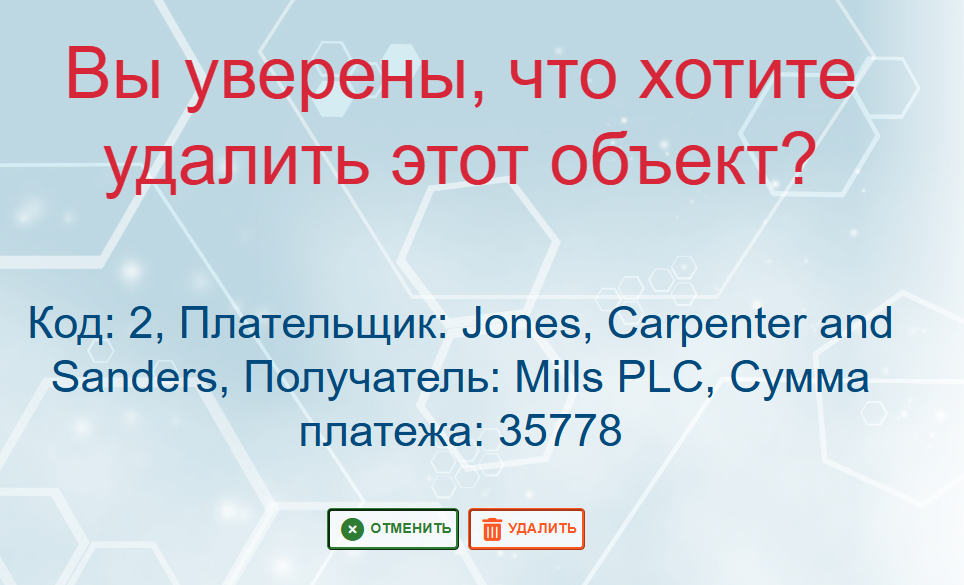 Вы уверены, что хотите
удалить этот объект?
Код: 2, Плательщик: Jones, Carpenter and
Sanders, Получатель: Mills PLC, Сумма
платежа: 35778
ОТМЕНИТЬ УДАЛИТЬ